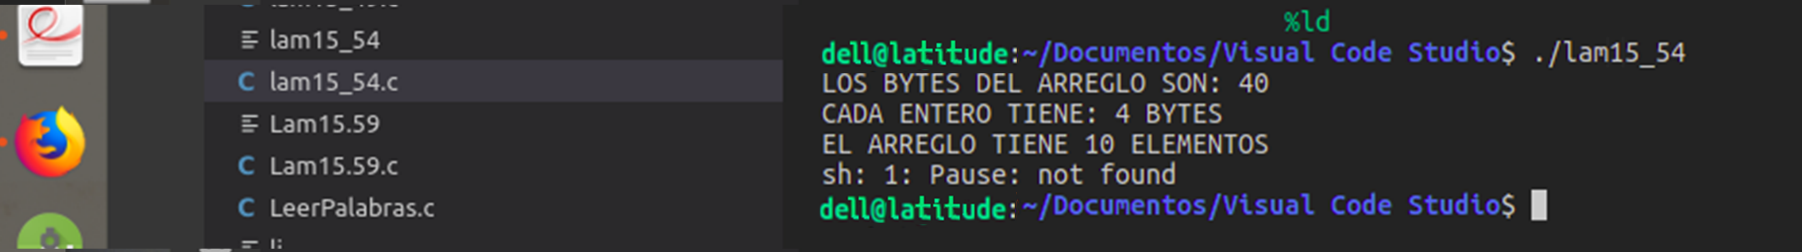 lam15_54
lam15_54.c
Lam15.59
Lam15.59.c
LeerPalabras.c
%ld
dell@latitude:~/Documentos/Visual Code Studio$ ./lam15_54
LOS BYTES DEL ARREGLO SON: 40
CADA ENTERO TIENE: 4 BYTES
EL ARREGLO TIENE 10 ELEMENTOS
sh: 1: Pause: not found
dell@latitude:~/Documentos/Visual Code Studio$